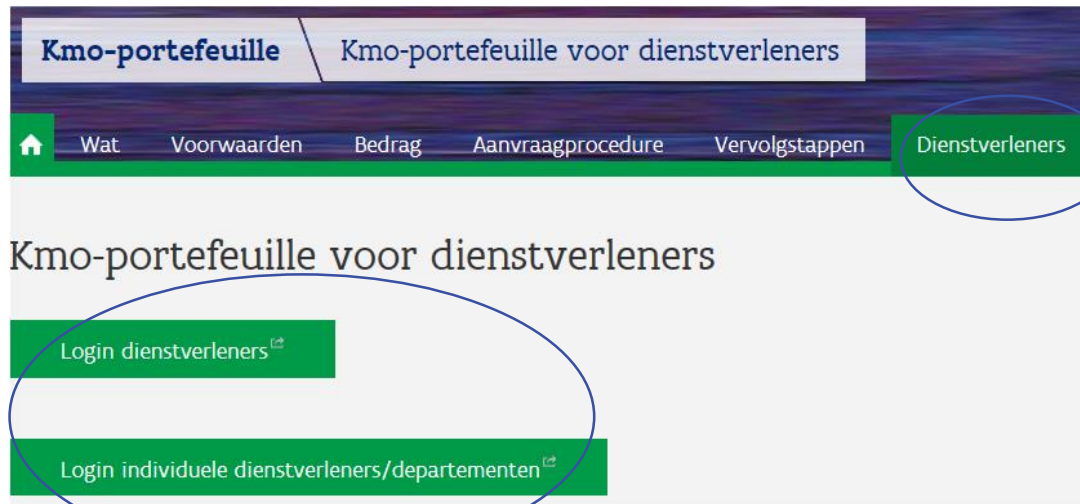 Kmo-portefeuille Kmo-portefeuille voor dienstverleners
Wat Voorwaarden Bedrag Aanvraagprocedure Vervolgstappen Dienstverleners
Kmo-portefeuille voor dienstverleners
Login dienstverleners
Login individuele dienstverleners/departementen